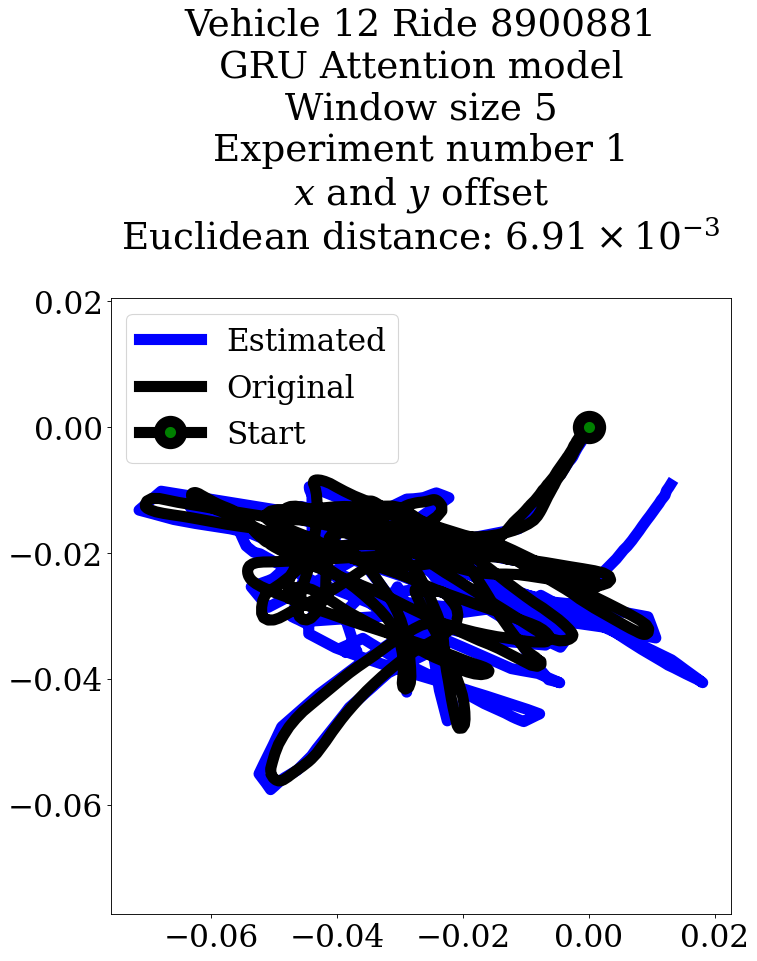 Vehicle 12 Ride 8900881
GRU Attention model
Window size 5
Experiment number 1
x and y offset
Euclidean distance: 6.91 × 10⁻³
0.02
Estimated
Original
0.00
Start
−0.02
−0.04
−0.06
−0.06 −0.04 −0.02 0.00 0.02